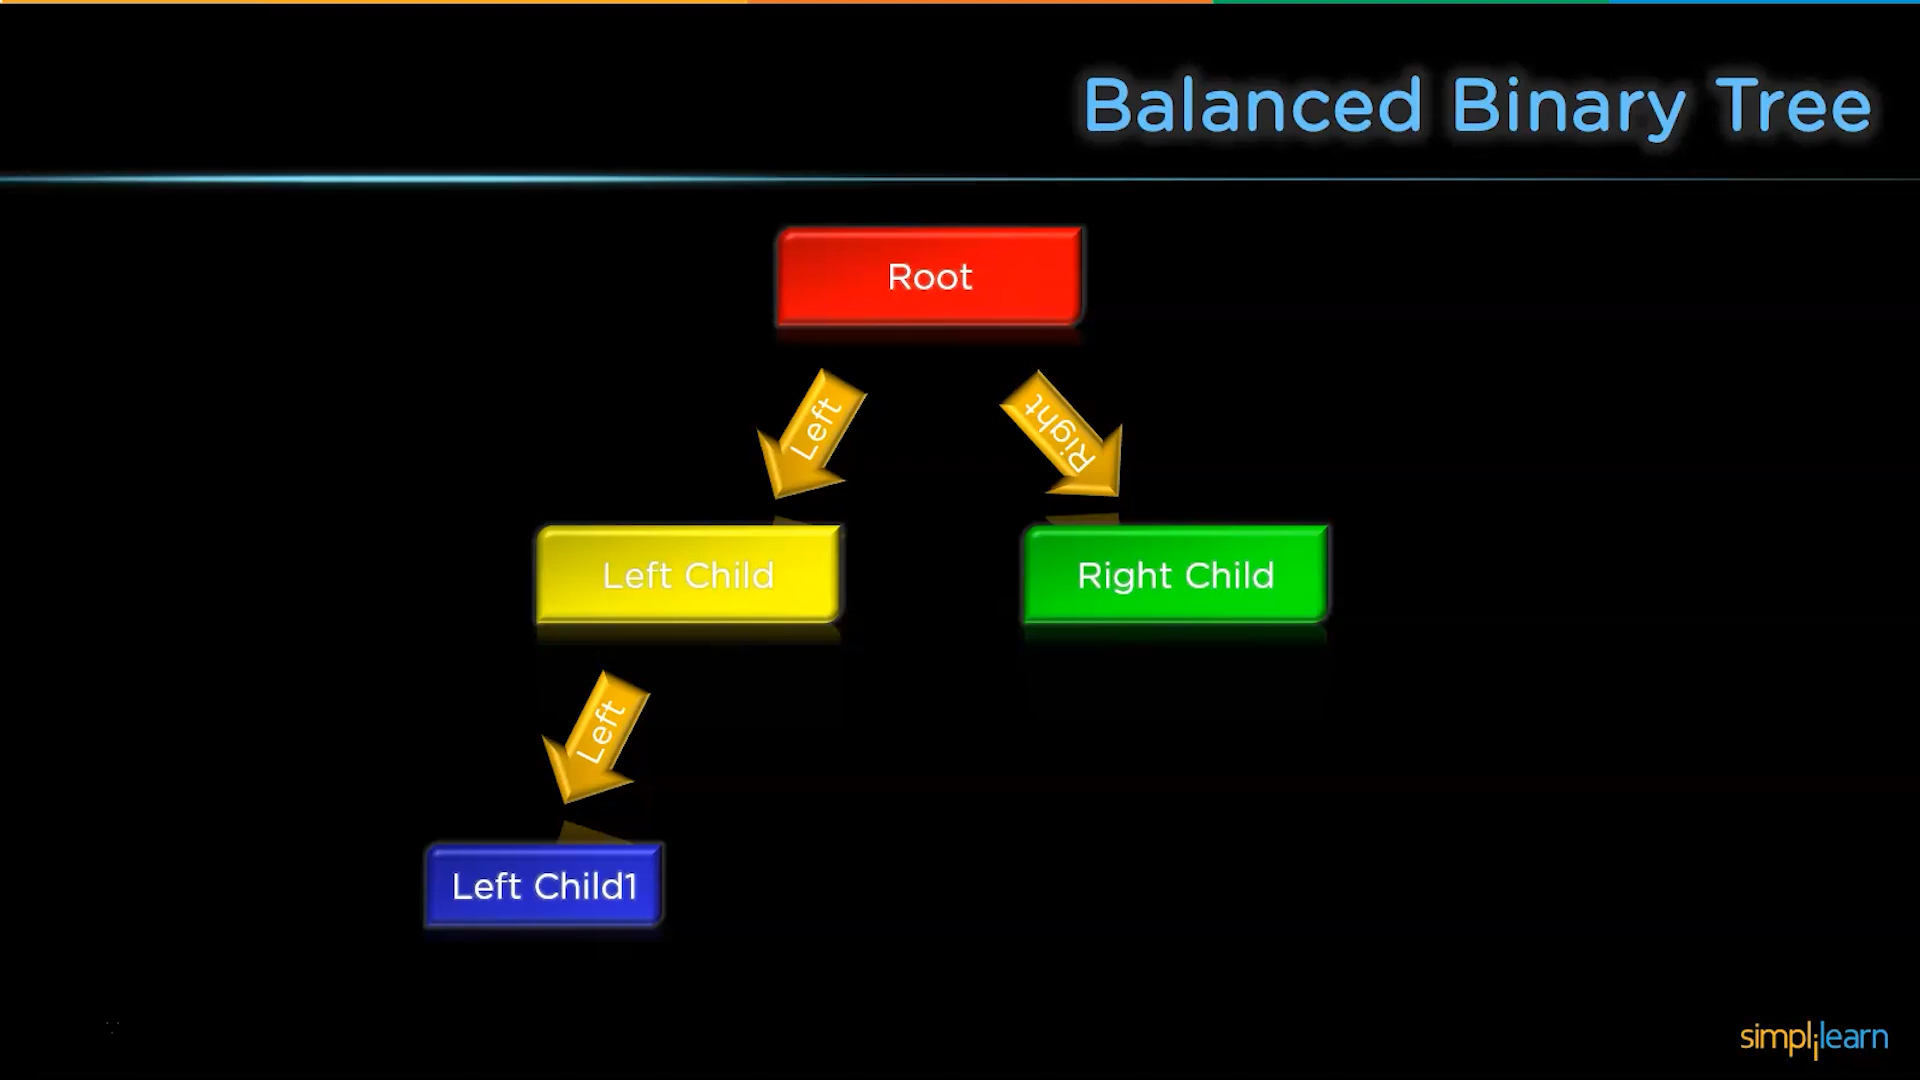 Balanced Binary Tree
Root
Left
Right
Left Child
Right Child
Left
Left Child1
simplilearn